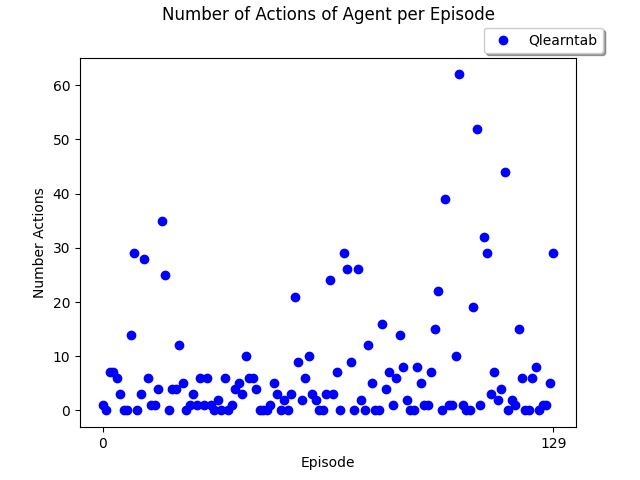 Number of Actions of Agent per Episode
Qlearntab
60
50
40
30
20
10
0
Number Actions
0 129
Episode